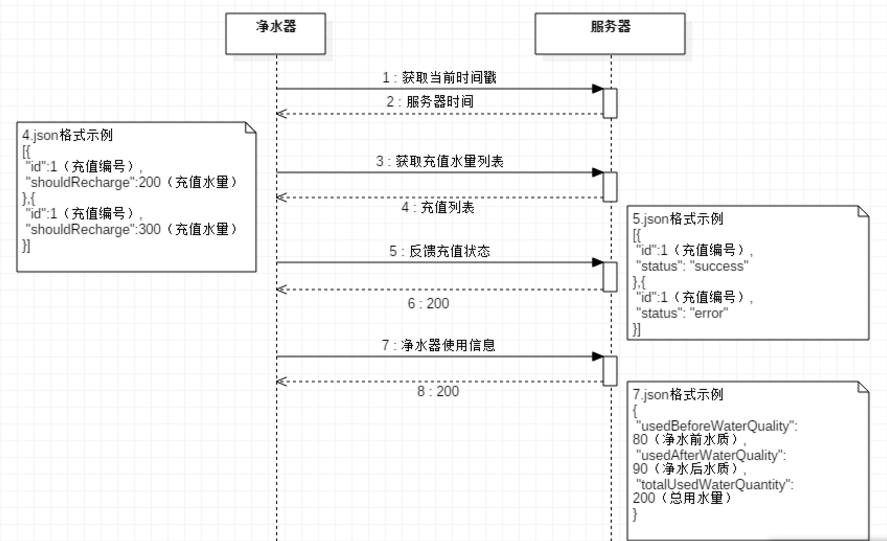 净水器
服务器
1 : 获取当前时间戳
2 : 服务器时间
4.json格式示例
[{
"id":1（充值编号）,
"shouldRecharge":200（充值水量）
},{
"id":1（充值编号）,
"shouldRecharge":300（充值水量）
}]
3 : 获取充值水量列表
4 : 充值列表
5 : 反馈充值状态
6 : 200
5.json格式示例
[{
"id":1（充值编号）,
"status": "success"
},{
"id":1（充值编号）,
"status": "error"
}]
7 : 净水器使用信息
8 : 200
7.json格式示例
{
"usedBeforeWaterQuality":
80（净水前水质）,
"usedAfterWaterQuality":
90（净水后水质）,
"totalUsedWaterQuantity":
200（总用水量）
}